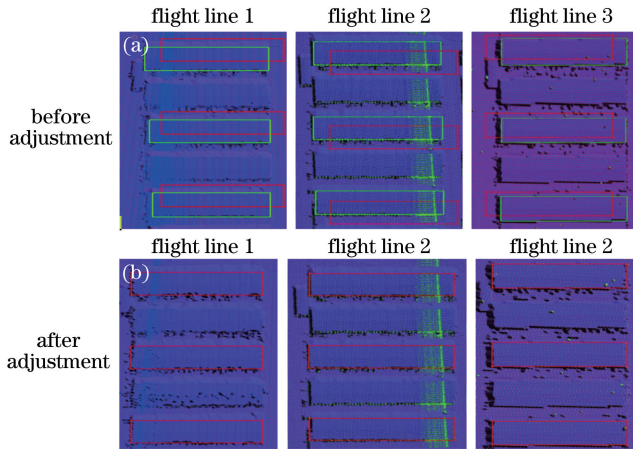 flight line 1
flight line 2
flight line 3
(a)
before
adjustment
flight line 1
flight line 2
flight line 2
(b)
after
adjustment